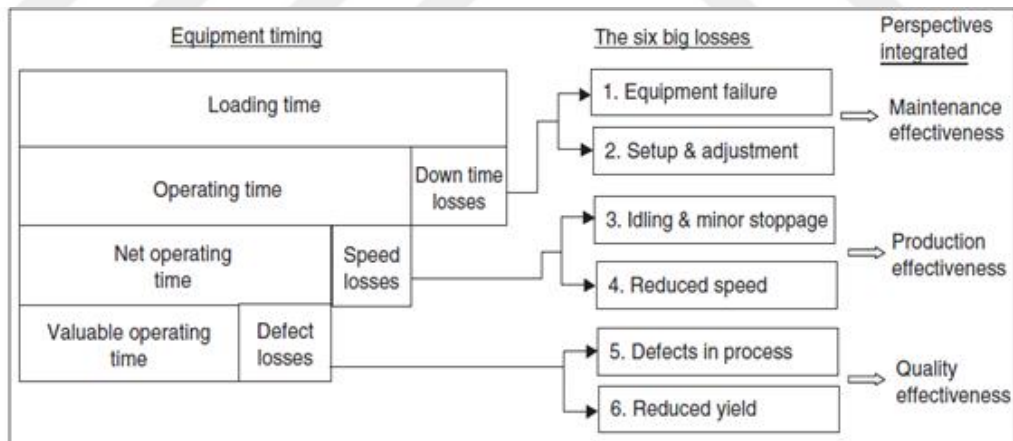 Equipment timing
The six big losses
Perspectives
integrated
Loading time
1. Equipment failure
Maintenance
effectiveness
2. Setup & adjustment
Operating time
Down time
losses
3. Idling & minor stoppage
Production
effectiveness
Net operating
time
Speed
losses
4. Reduced speed
Valuable operating
time
Defect
losses
5. Defects in process
Quality
effectiveness
6. Reduced yield